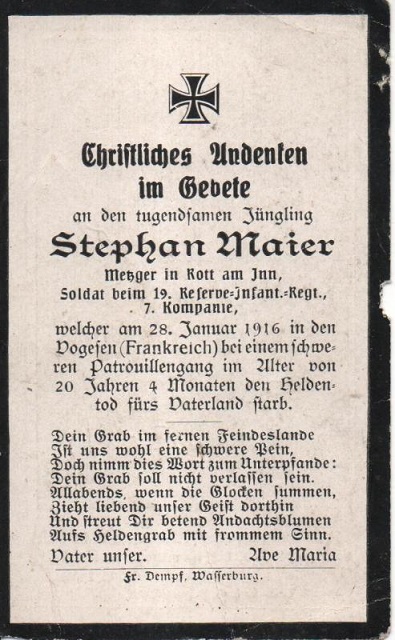 Christliches Andenken
im Gebete
an den tugendsamen Jüngling
Stephan Maier
Metzger in Rott am Inn,
Soldat beim 19. Reserve-Infant.-Regt.,
7. Kompanie,
welcher am 28. Januar 1916 in den
Vogesen (Frankreich) bei einem schwe-
ren Patrouillengang im Alter von
20 Jahren 4 Monaten den Helden-
tod fürs Vaterland starb.
Dein Grab im fernen Feindeslande
Ist uns wohl eine schwere Pein,
Doch nimm dies Wort zum Unterpfande:
Dein Grab soll nicht verlassen sein.
Allabends, wenn die Glocken summen,
Zieht liebend unser Geist dorthin
Und streut Dir betend Andachtsblumen
Aufs Heldengrab mit frommem Sinn.
Vater unser. Ave Maria
Fr. Dempf, Wasserburg.